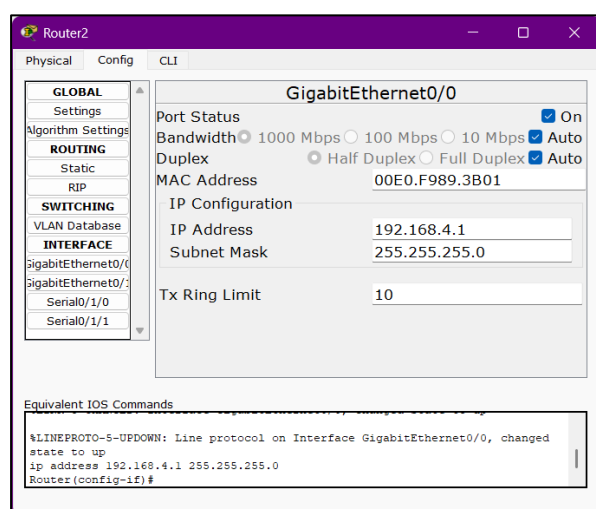 Router2
Physical Config CLI
GLOBAL
Settings
Algorithm Settings
ROUTING
Static
RIP
SWITCHING
VLAN Database
INTERFACE
GigabitEthernet0/
GigabitEthernet0/
Serial0/1/0
Serial0/1/1
GigabitEthernet0/0
Port Status On
Bandwidth 1000 Mbps 100 Mbps 10 Mbps Auto
Duplex Half Duplex Full Duplex Auto
MAC Address 00E0.F989.3B01
IP Configuration
IP Address 192.168.4.1
Subnet Mask 255.255.255.0
Tx Ring Limit 10
Equivalent IOS Commands
%LINEPROTO-5-UPDOWN: Line protocol on Interface GigabitEthernet0/0, changed
state to up
ip address 192.168.4.1 255.255.255.0
Router(config-if)#